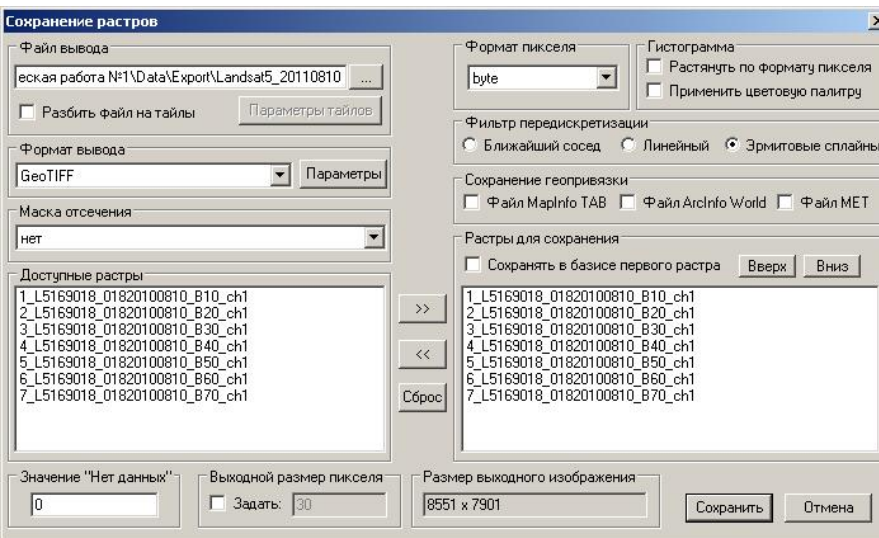 Сохранение растров
Файл вывода
еская работа №1\Data\Export\Landsat5_20110810 ...
Разбить файл на тайлы Параметры тайлов
Формат вывода
GeoTIFF Параметры
Маска отсечения
нет
Доступные растры
1_L5169018_01820100810_B10_ch1
2_L5169018_01820100810_B20_ch1
3_L5169018_01820100810_B30_ch1
4_L5169018_01820100810_B40_ch1
5_L5169018_01820100810_B50_ch1
6_L5169018_01820100810_B60_ch1
7_L5169018_01820100810_B70_ch1
>>
<<
Сброс
Формат пикселя
byte
Гистограмма
Растянуть по формату пикселя
Применить цветовую палитру
Фильтр передискретизации
Ближайший сосед Линейный Эрмитовые сплайны
Сохранение геопривязки
Файл MapInfo TAB Файл ArcInfo World Файл MET
Растры для сохранения
Сохранять в базисе первого растра Вверх Вниз
1_L5169018_01820100810_B10_ch1
2_L5169018_01820100810_B20_ch1
3_L5169018_01820100810_B30_ch1
4_L5169018_01820100810_B40_ch1
5_L5169018_01820100810_B50_ch1
6_L5169018_01820100810_B60_ch1
7_L5169018_01820100810_B70_ch1
Значение "Нет данных"
0
Выходной размер пикселя
Задать: 30
Размер выходного изображения
8551 x 7901
Сохранить Отмена